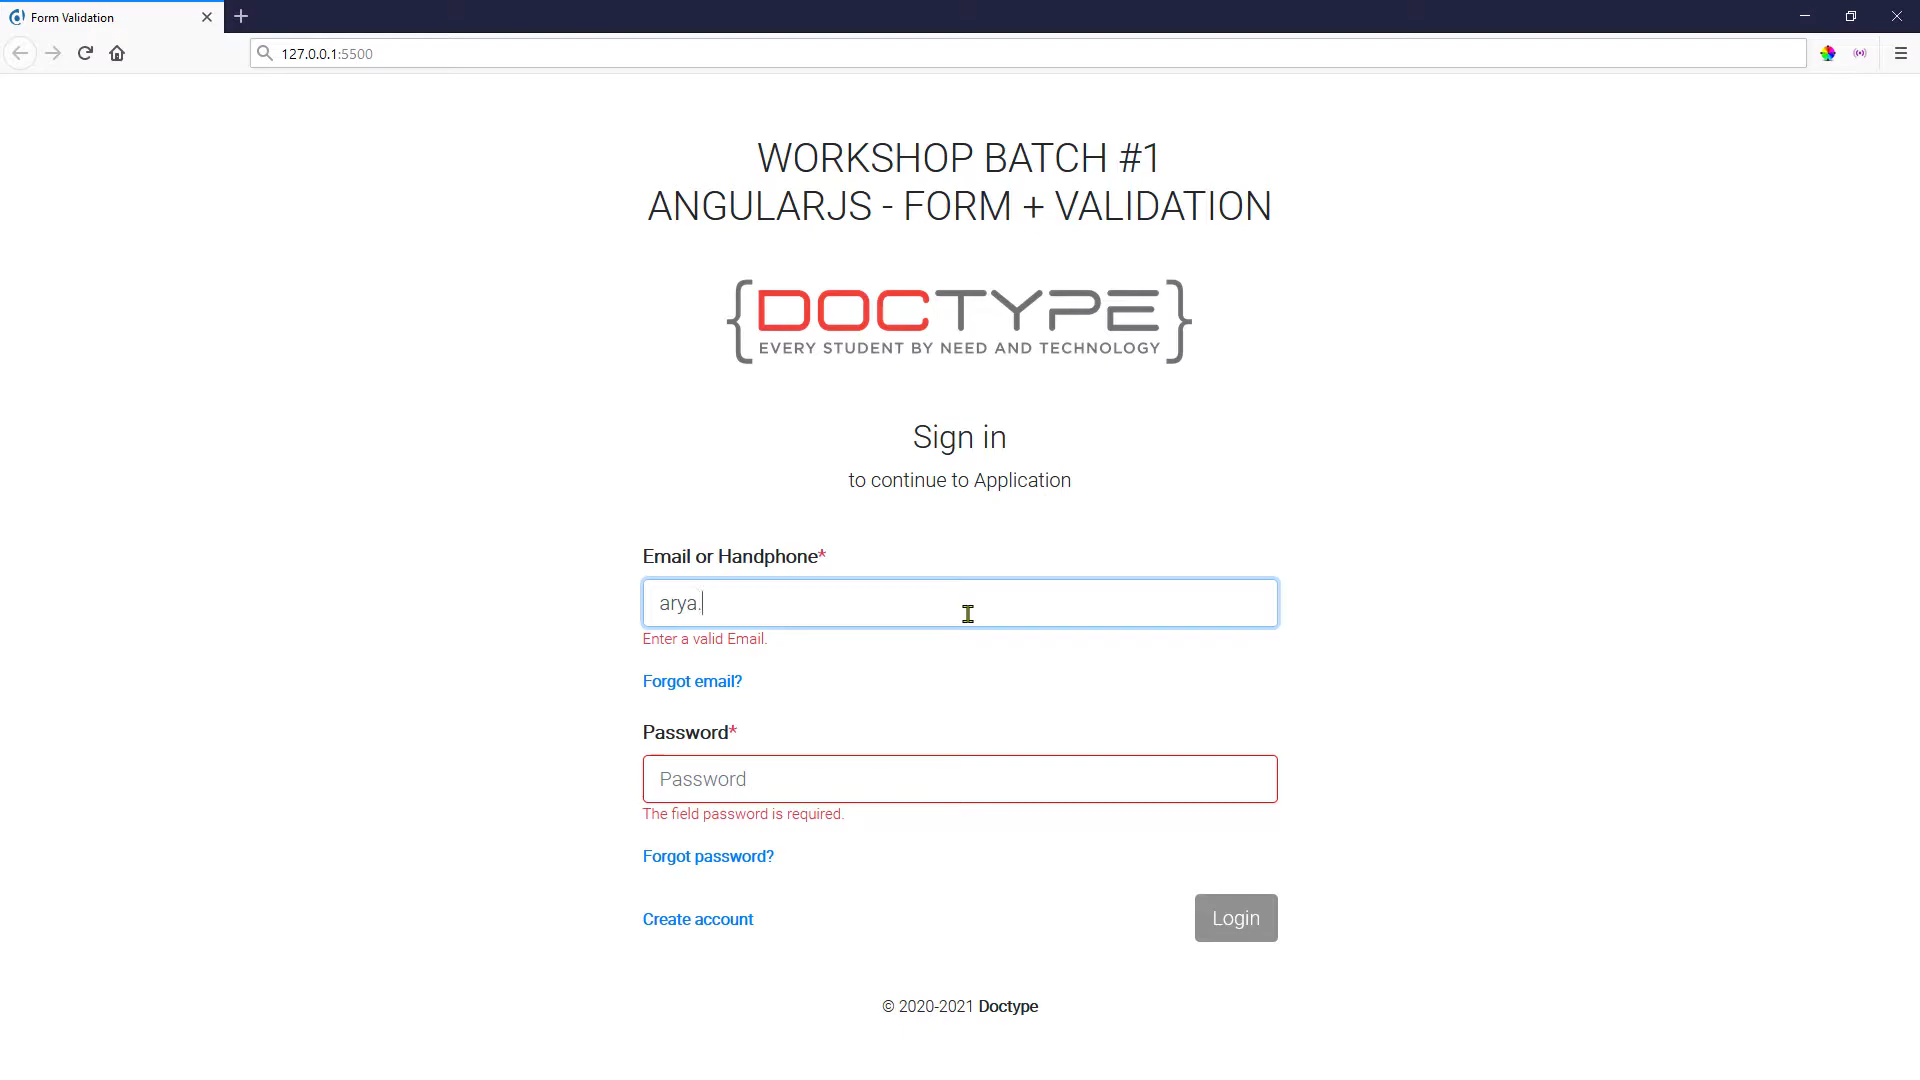 Form Validation
127.0.0.1:5500
WORKSHOP BATCH #1
ANGULARJS - FORM + VALIDATION
{DOCTYPE}
EVERY STUDENT BY NEED AND TECHNOLOGY
Sign in
to continue to Application
Email or Handphone*
arya.
Enter a valid Email.
Forgot email?
Password*
Password
The field password is required.
Forgot password?
Create account
Login
© 2020-2021 Doctype